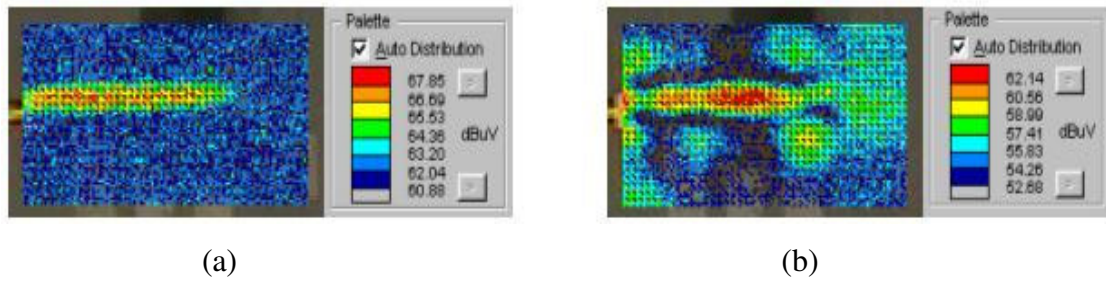 Palette
Auto Distribution
67.85
66.69
65.53
64.36
63.20
62.04
60.88
dBuV
(a)
Palette
Auto Distribution
62.14
60.56
58.99
57.41
55.83
54.26
52.68
dBuV
(b)